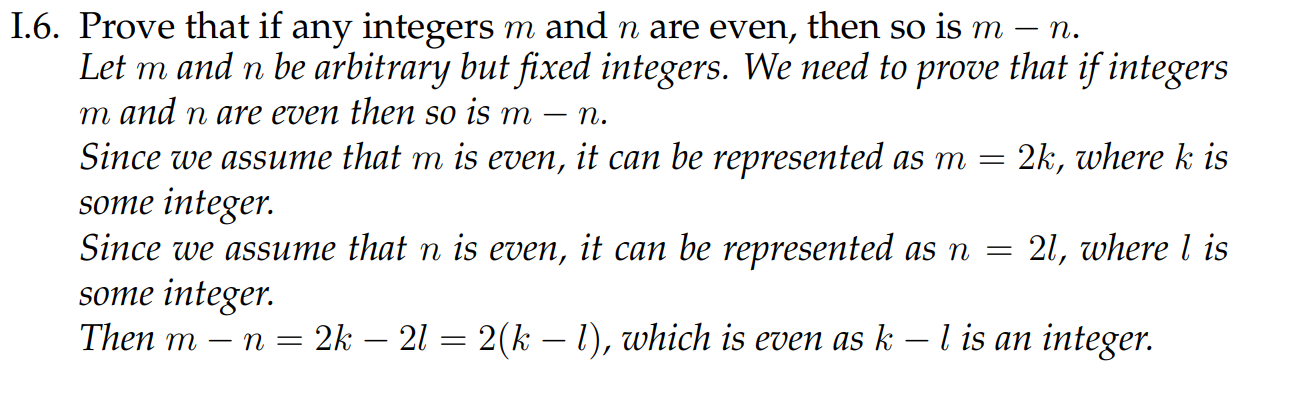 I.6. Prove that if any integers m and n are even, then so is m − n.
Let m and n be arbitrary but fixed integers. We need to prove that if integers
m and n are even then so is m − n.
Since we assume that m is even, it can be represented as m = 2k, where k is
some integer.
Since we assume that n is even, it can be represented as n = 2l, where l is
some integer.
Then m − n = 2k − 2l = 2(k − l), which is even as k − l is an integer.